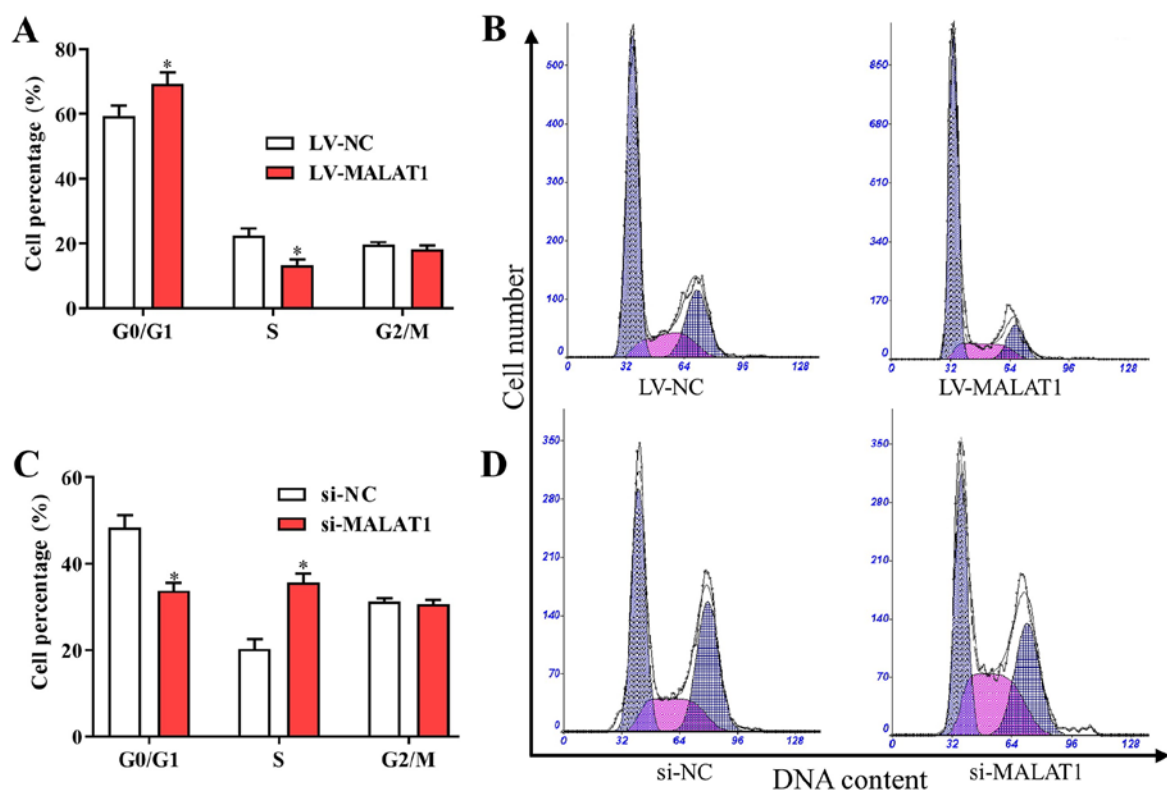 A
Cell percentage (%)
80
60
40
20
0
LV-NC
LV-MALAT1
*
*
G0/G1
S
G2/M
B
Cell number
500
400
300
200
100
0
0
32
64
96
128
LV-NC
850
680
510
340
170
0
0
32
64
96
128
LV-MALAT1
C
Cell percentage (%)
60
40
20
0
si-NC
si-MALAT1
*
*
G0/G1
S
G2/M
D
350
280
210
140
70
0
0
32
64
96
128
si-NC
350
280
210
140
70
0
0
32
64
96
128
si-MALAT1
DNA content